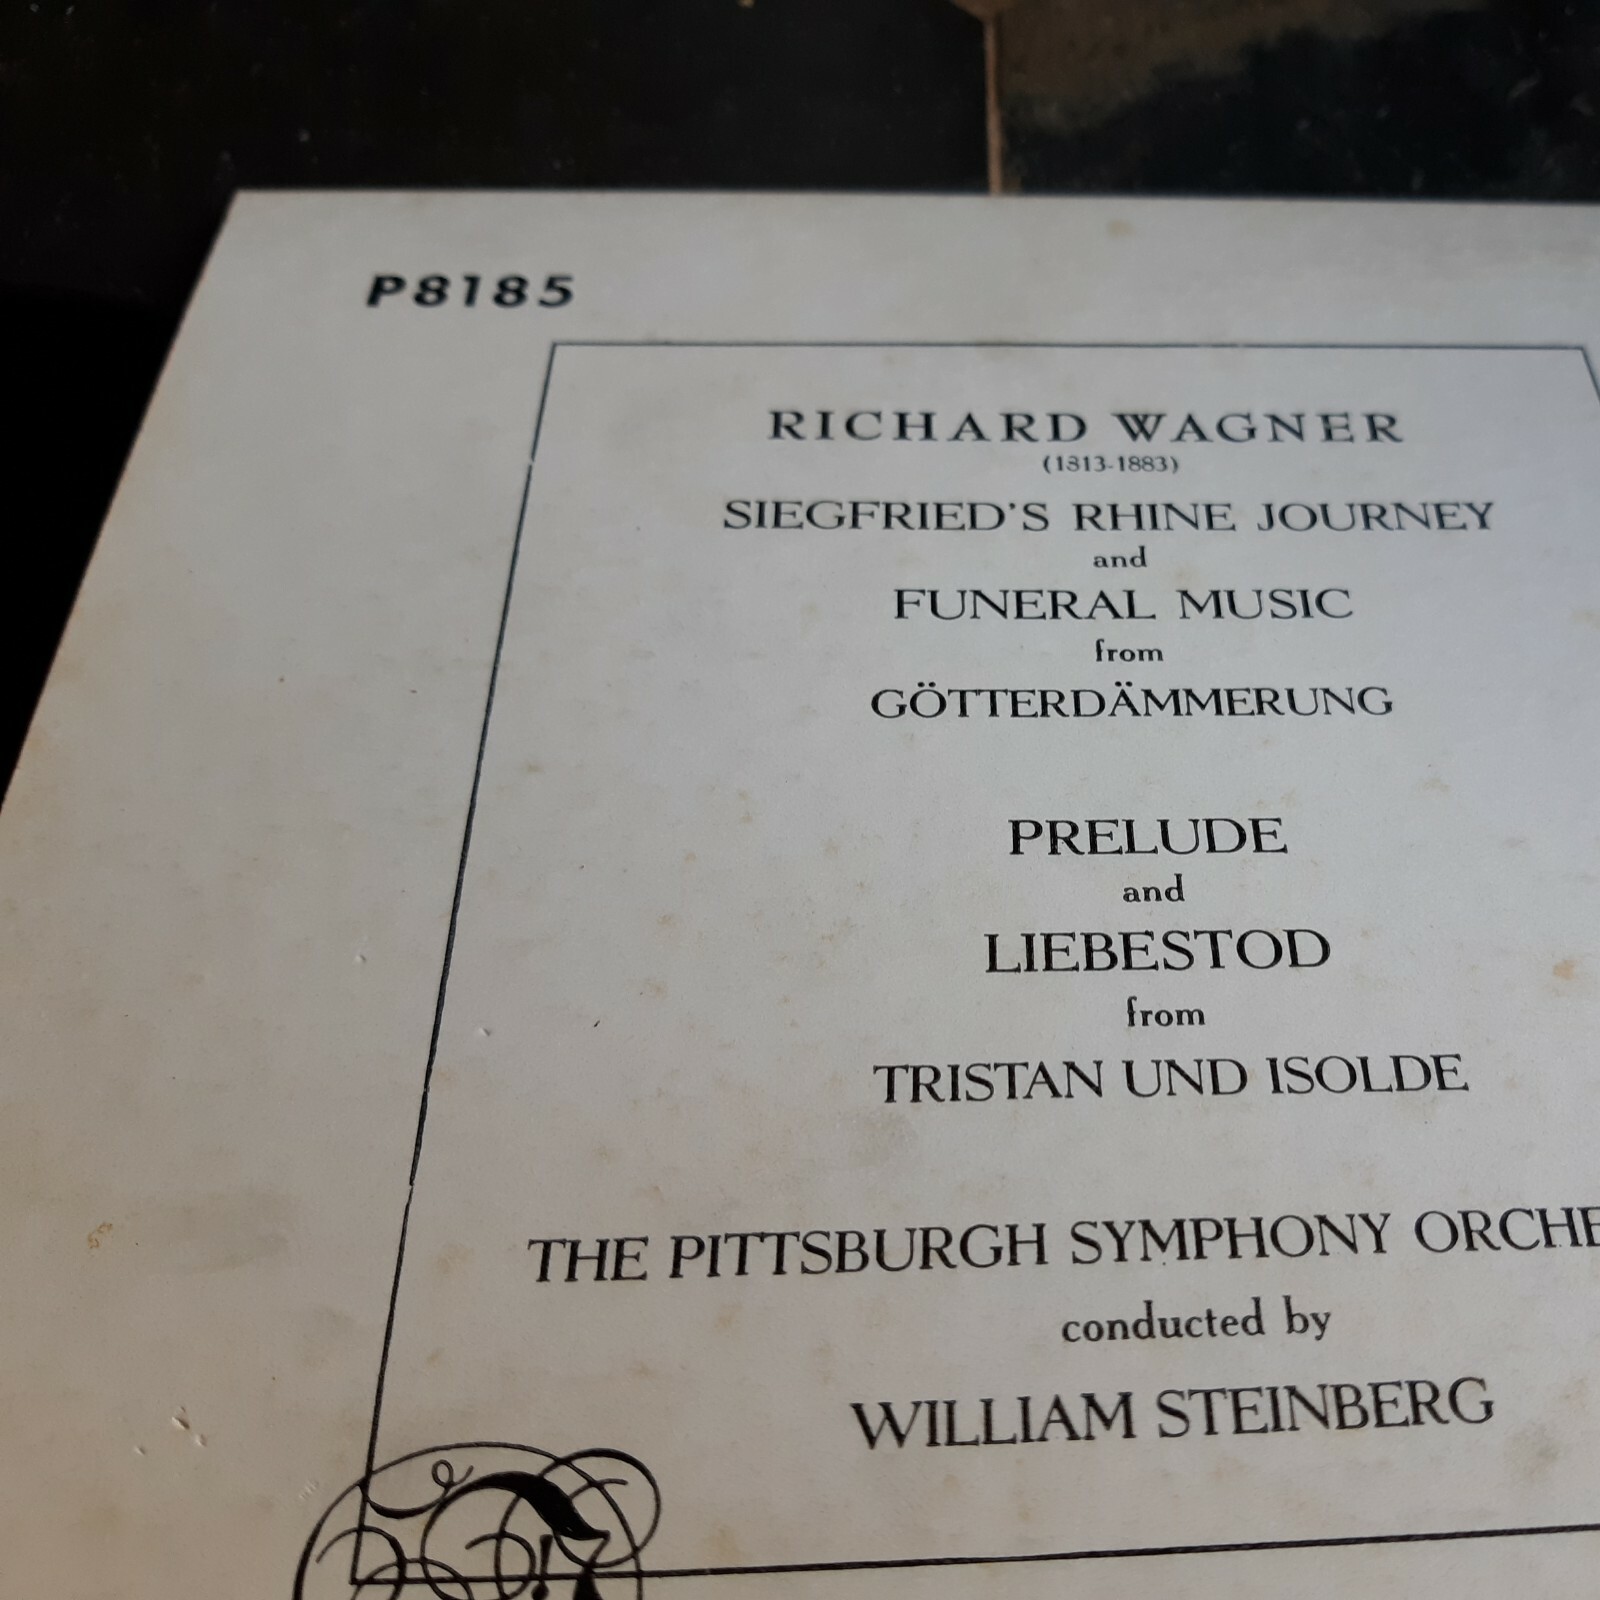 P8185
RICHARD WAGNER
(1813-1883)
SIEGFRIED'S RHINE JOURNEY
and
FUNERAL MUSIC
from
GÖTTERDÄMMERUNG
PRELUDE
and
LIEBESTOD
from
TRISTAN UND ISOLDE
THE PITTSBURGH SYMPHONY ORCHE
conducted by
WILLIAM STEINBERG